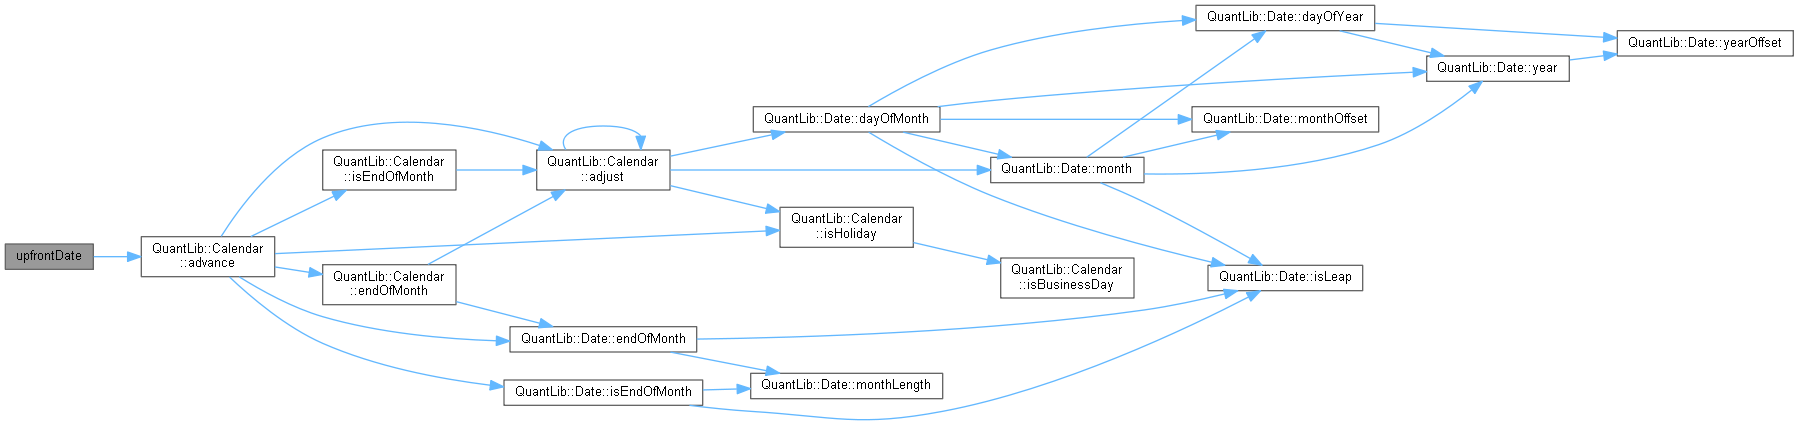 upfrontDate
QuantLib::Calendar
::advance
QuantLib::Calendar
::isEndOfMonth
QuantLib::Calendar
::endOfMonth
QuantLib::Calendar
::adjust
QuantLib::Date::endOfMonth
QuantLib::Date::isEndOfMonth
QuantLib::Date::dayOfMonth
QuantLib::Calendar
::isHoliday
QuantLib::Date::monthLength
QuantLib::Date::month
QuantLib::Calendar
::isBusinessDay
QuantLib::Date::dayOfYear
QuantLib::Date::monthOffset
QuantLib::Date::isLeap
QuantLib::Date::year
QuantLib::Date::yearOffset